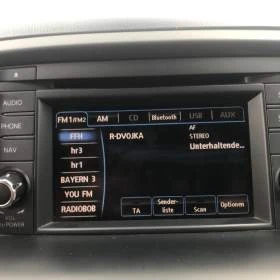 AUDIO
PHONE
NAV
VOL
POWER
FM1/FM2 AM CD Bluetooth USB AUX
FFH R-DVOJKA
AF
STEREO
hr3 Unterhaltende...
hr1
BAYERN 3
YOU FM
RADIOBOB
TA Sender-
liste Scan Optionen